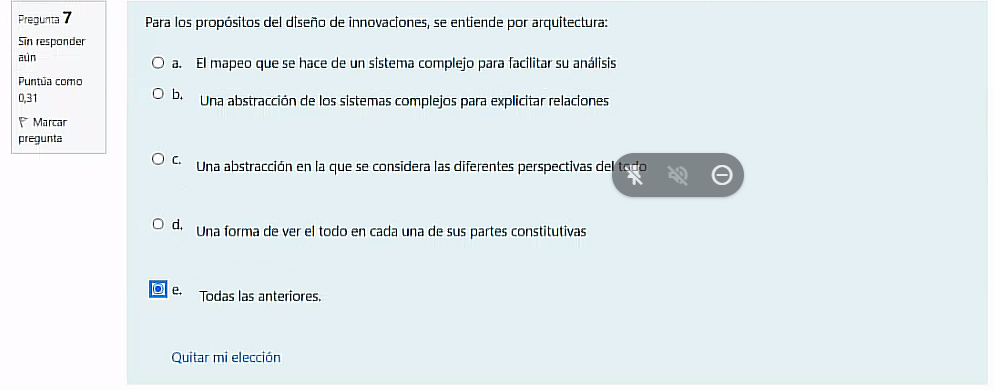 Pregunta 7
Sin responder
aún
Puntúa como
0,31
Marcar
pregunta
Para los propósitos del diseño de innovaciones, se entiende por arquitectura:
a. El mapeo que se hace de un sistema complejo para facilitar su análisis
b. Una abstracción de los sistemas complejos para explicitar relaciones
c. Una abstracción en la que se considera las diferentes perspectivas del todo
d. Una forma de ver el todo en cada una de sus partes constitutivas
e. Todas las anteriores.
Quitar mi elección